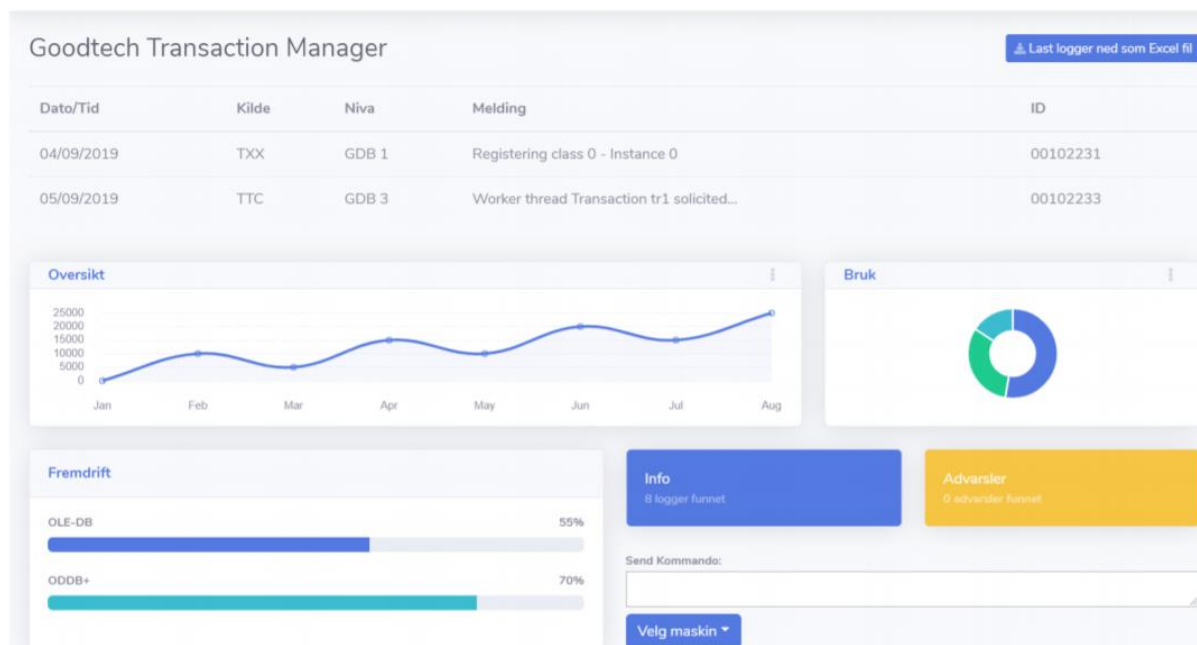 Goodtech Transaction Manager
Last logger ned som Excel fil
Dato/Tid Kilde Niva Melding ID
04/09/2019 TXX GDB 1 Registering class 0 - Instance 0 00102231
05/09/2019 TTC GDB 3 Worker thread Transaction tr1 solicited... 00102233
Oversikt
25000
20000
15000
10000
5000
0
Jan Feb Mar Apr May Jun Jul Aug
Bruk
Fremdrift
OLE-DB 55%
ODDB+ 70%
Info
8 logger funnet
Advarsler
0 advarsler funnet
Send Kommando:
Velg maskin